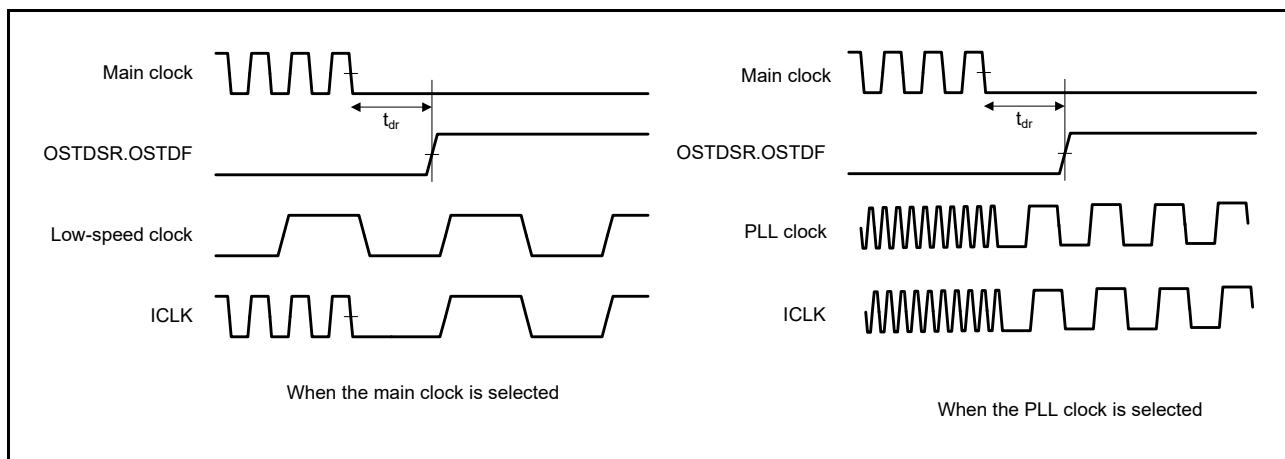 Main clock
t_dr
OSTDSR.OSTDF
Low-speed clock
ICLK
When the main clock is selected
Main clock
t_dr
OSTDSR.OSTDF
PLL clock
ICLK
When the PLL clock is selected